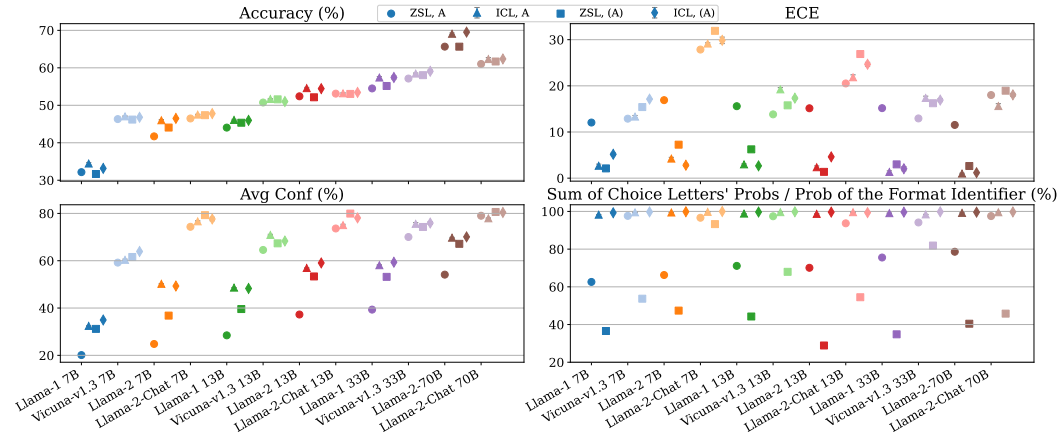 Accuracy (%)
ZSL, A
ICL, A
ZSL, (A)
ICL, (A)
ECE
70
60
50
40
30
30
20
10
0
Avg Conf (%)
Sum of Choice Letters' Probs / Prob of the Format Identifier (%)
80
60
40
20
100
80
60
40
20
Llama-1 7B
Vicuna-v1.3 7B
Llama-2 7B
Llama-2-Chat 7B
Llama-1 13B
Vicuna-v1.3 13B
Llama-2 13B
Llama-2-Chat 13B
Llama-1 33B
Vicuna-v1.3 33B
Llama-2-70B
Llama-2-Chat 70B
Llama-1 7B
Vicuna-v1.3 7B
Llama-2 7B
Llama-2-Chat 7B
Llama-1 13B
Vicuna-v1.3 13B
Llama-2 13B
Llama-2-Chat 13B
Llama-1 33B
Vicuna-v1.3 33B
Llama-2-70B
Llama-2-Chat 70B